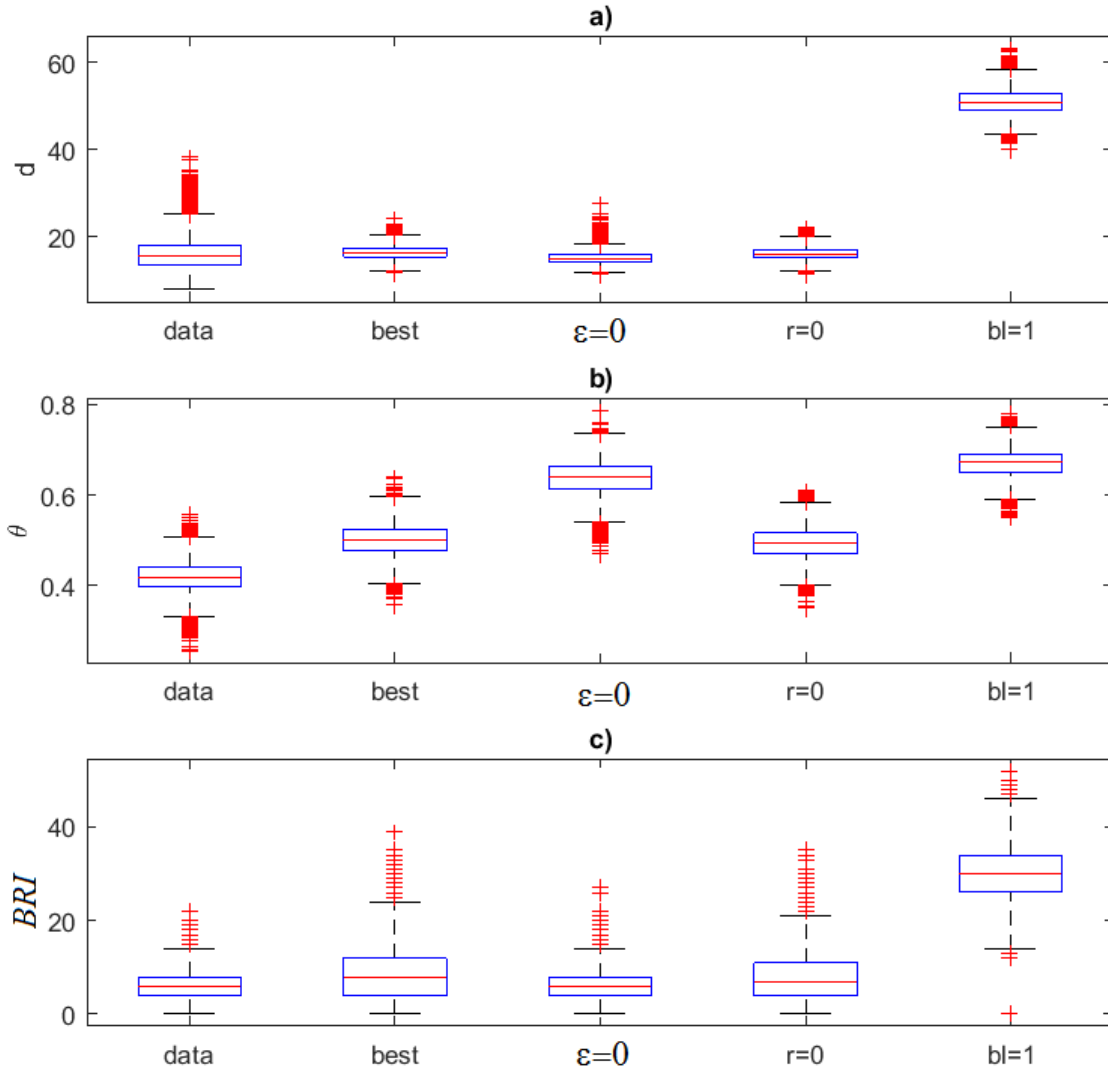 a)
60
40
20
d
data best ε=0 r=0 bl=1
b)
0.8
0.6
0.4
θ
data best ε=0 r=0 bl=1
c)
40
20
0
BRI
data best ε=0 r=0 bl=1